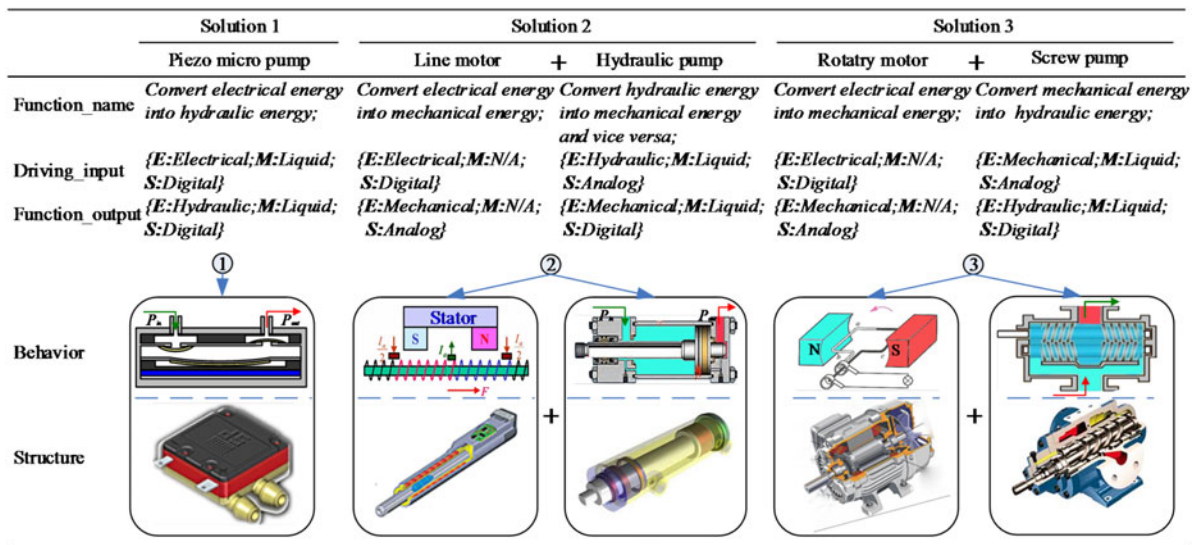 Solution 1 Solution 2 Solution 3
Piezo micro pump Line motor + Hydraulic pump Rotatry motor + Screw pump
Function_name
Convert electrical energy
into hydraulic energy;
Convert electrical energy
into mechanical energy;
Convert hydraulic energy
into mechanical energy
and vice versa;
Convert electrical energy
into mechanical energy;
Convert mechanical energy
into hydraulic energy;
Driving_input
{E:Electrical;M:Liquid;
S:Digital}
{E:Electrical;M:N/A;
S:Digital}
{E:Hydraulic;M:Liquid;
S:Analog}
{E:Electrical;M:N/A;
S:Digital}
{E:Mechanical;M:Liquid;
S:Analog}
Function_output
{E:Hydraulic;M:Liquid;
S:Digital}
{E:Mechanical;M:N/A;
S:Analog}
{E:Mechanical;M:Liquid;
S:Digital}
{E:Mechanical;M:N/A;
S:Analog}
{E:Hydraulic;M:Liquid;
S:Digital}
① ② ③
Behavior
P in P out
Stator
S N
F
P P
N S
Structure
+ +